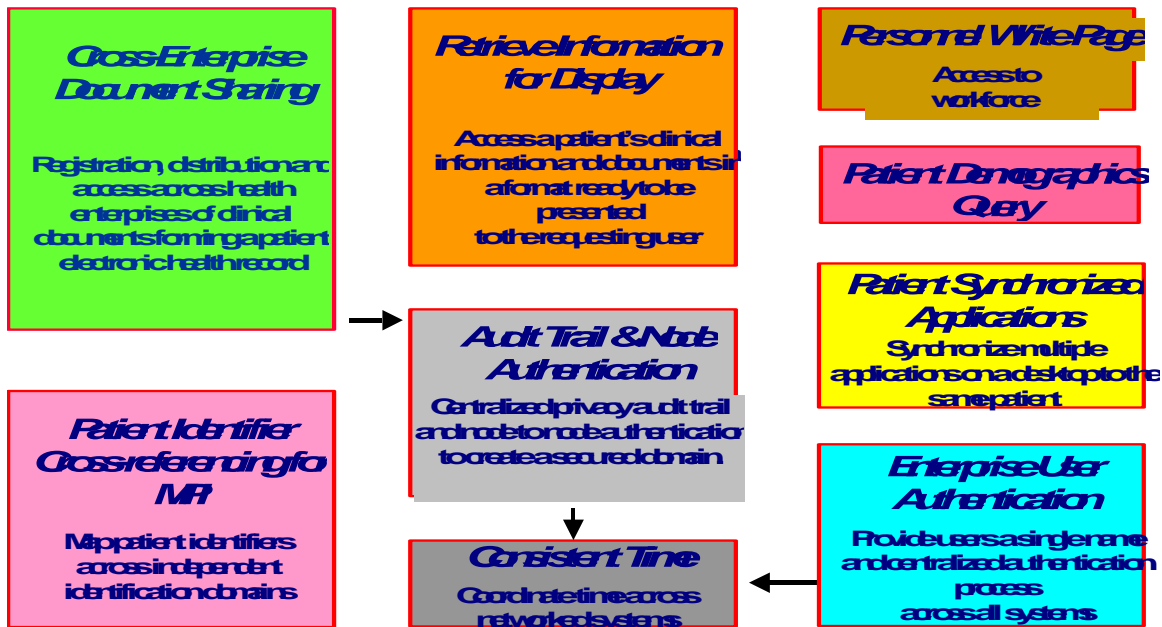 Cross-Enterprise
Document Sharing
Registration, distribution and
access across health
enterprises of clinical
documents forming a patient
electronic health record
Patient Identifier
Cross-referencing for
MPI
Map patient identifiers
across independent
identification domains
Retrieve Information
for Display
Access a patient's clinical
information and documents in
a format ready to be
presented
to the requesting user
Audit Trail & Node
Authentication
Centralized privacy audit trail
and node to node authentication
to create a secured domain.
Consistent Time
Coordinate time across
networked systems
Personnel White Page
Access to
workforce
Patient Demographics
Query
Patient Synchronized
Applications
Synchronize multiple
applications on a desktop to the
same patient
Enterprise User
Authentication
Provide users a single name
and centralized authentication
process
across all systems